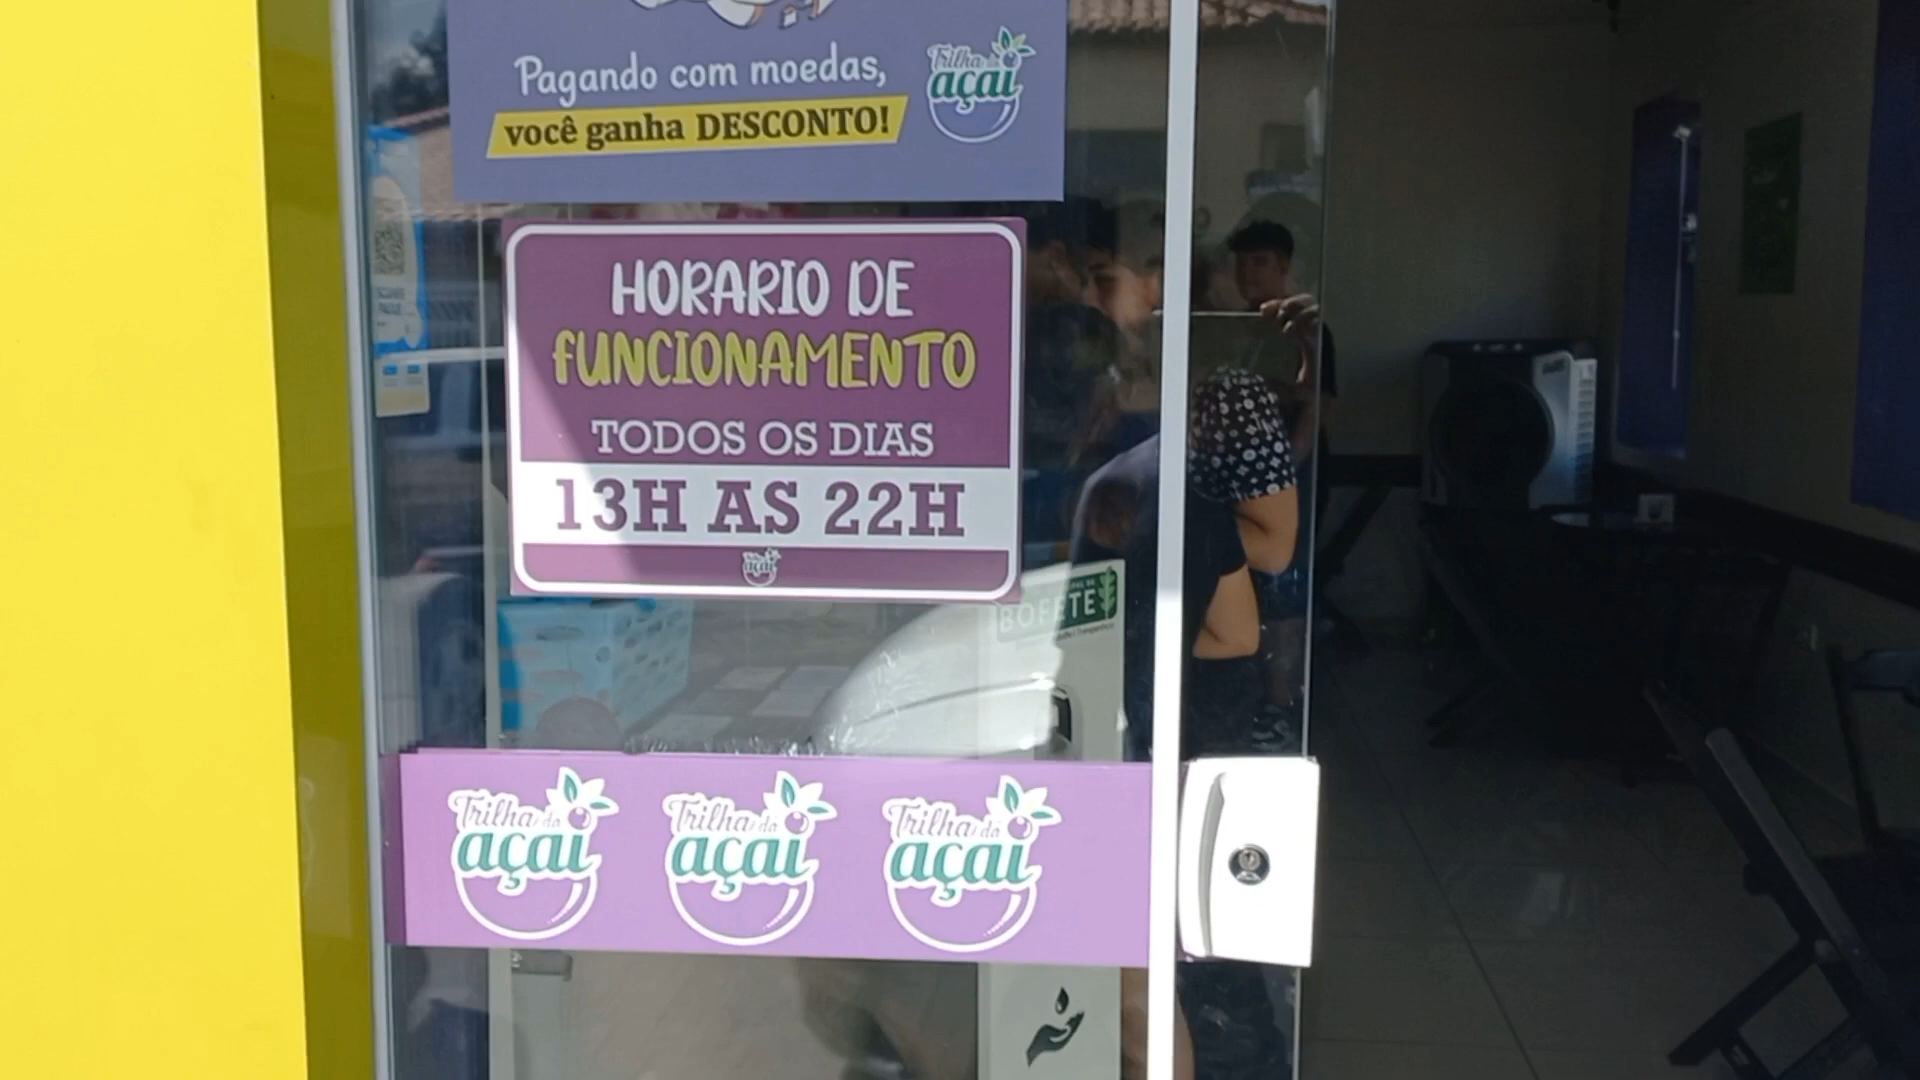 Pagando com moedas,
você ganha DESCONTO!
Trilha do
açaí
HORARIO DE
FUNCIONAMENTO
TODOS OS DIAS
13H AS 22H
açaí
BOFETE
Trilha do
açaí
Trilha do
açaí
Trilha do
açaí